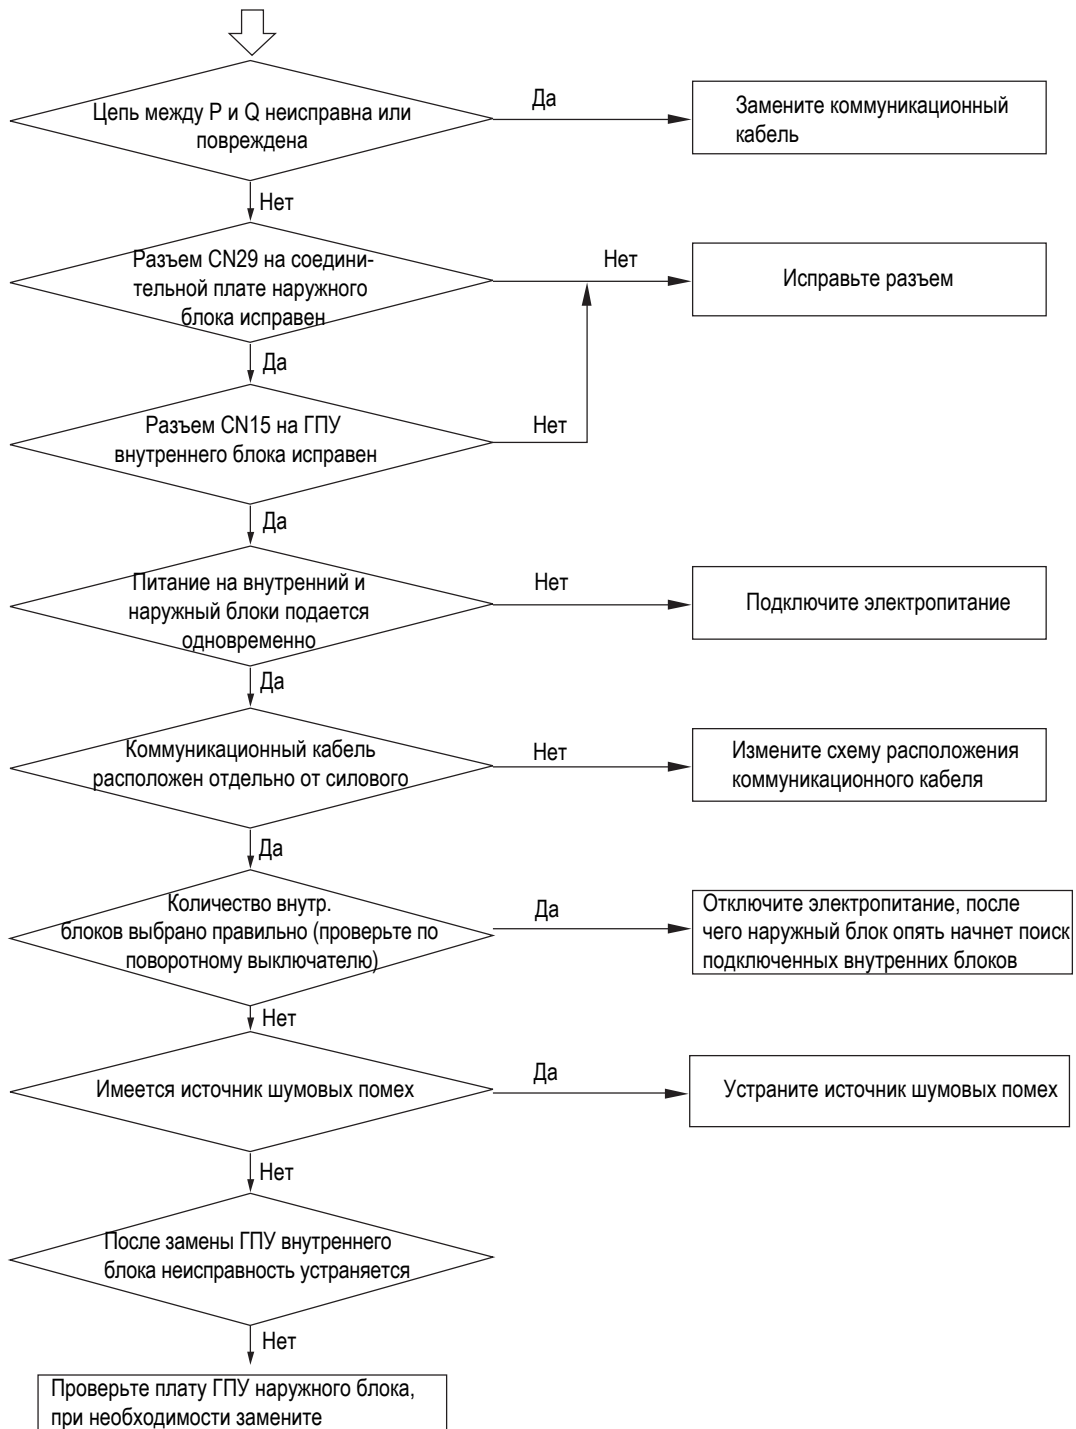 Цепь между P и Q неисправна или
повреждена
Да
Замените коммуникационный
кабель
Нет
Разъем CN29 на соедини-
тельной плате наружного
блока исправен
Нет
Исправьте разъем
Да
Разъем CN15 на ГПУ
внутреннего блока исправен
Нет
Да
Питание на внутренний и
наружный блоки подается
одновременно
Нет
Подключите электропитание
Да
Коммуникационный кабель
расположен отдельно от силового
Нет
Измените схему расположения
коммуникационного кабеля
Да
Количество внутр.
блоков выбрано правильно (проверьте по
поворотному выключателю)
Да
Отключите электропитание, после
чего наружный блок опять начнет поиск
подключенных внутренних блоков
Нет
Имеется источник шумовых помех
Да
Устраните источник шумовых помех
Нет
После замены ГПУ внутреннего
блока неисправность устраняется
Нет
Проверьте плату ГПУ наружного блока,
при необходимости замените